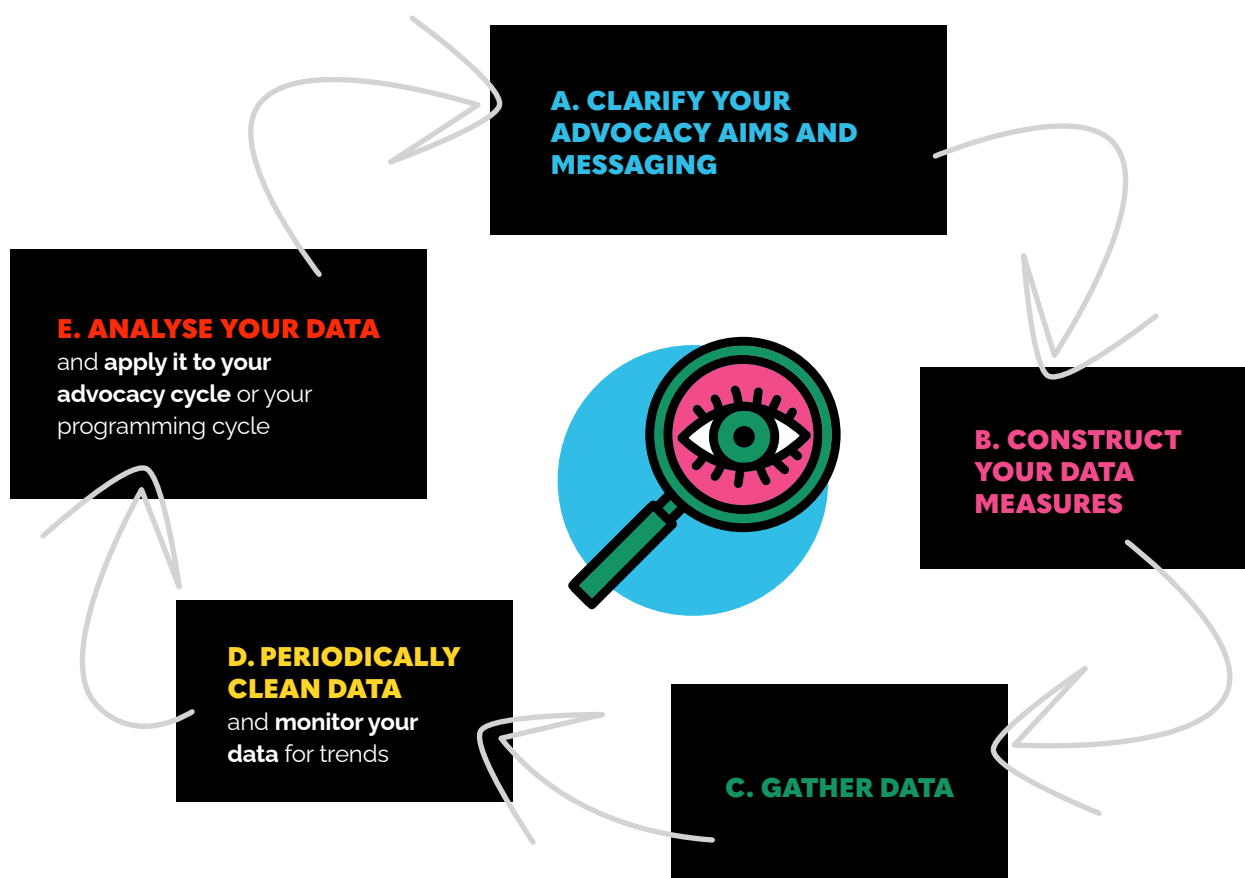 A. CLARIFY YOUR
ADVOCACY AIMS AND
MESSAGING
B. CONSTRUCT
YOUR DATA
MEASURES
C. GATHER DATA
D. PERIODICALLY
CLEAN DATA
and monitor your
data for trends
E. ANALYSE YOUR DATA
and apply it to your
advocacy cycle or your
programming cycle